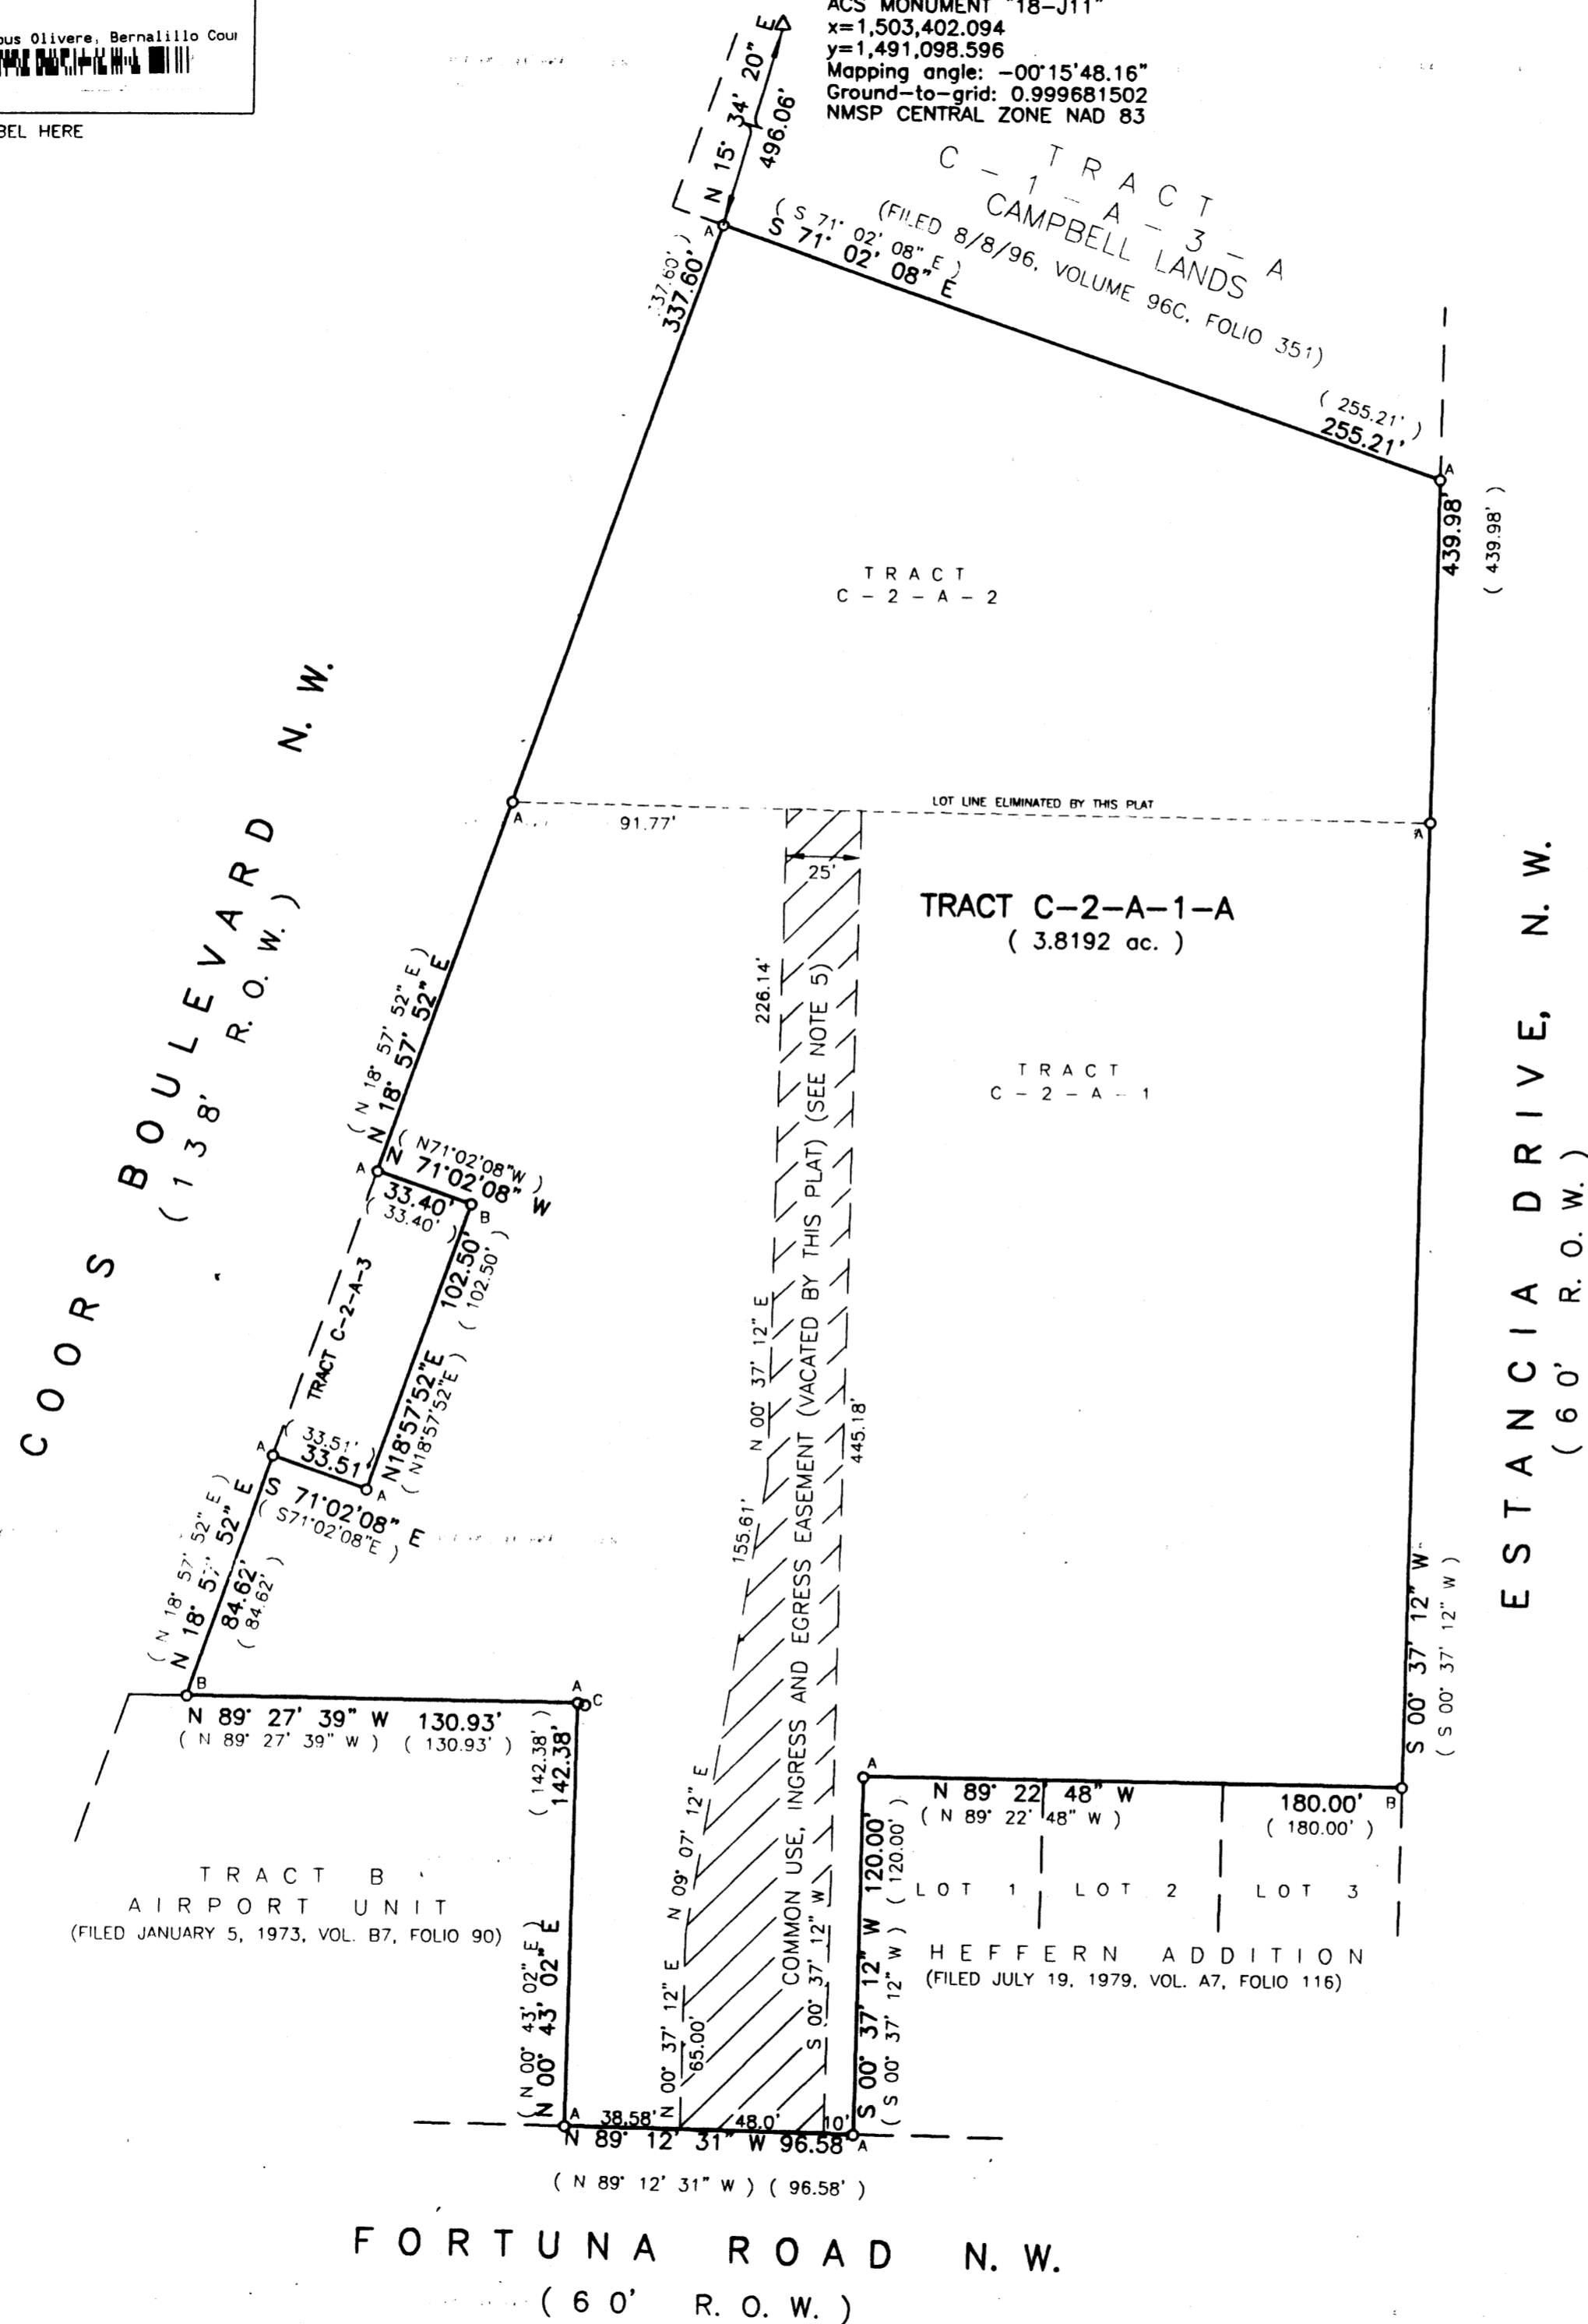 ous Olivere, Bernalillo Cour
BEL HERE
ACS MONUMENT "18-J11"
x=1,503,402.094
y=1,491,098.596
Mapping angle: -00°15'48.16"
Ground-to-grid: 0.999681502
NMSP CENTRAL ZONE NAD 83
N 15° 34' 20" E
496.06'
TRACT
C-1-A-3-A
CAMPBELL LANDS
(FILED 8/8/96, VOLUME 96C, FOLIO 351)
( S 71° 02' 08" E )
S 71° 02' 08" E
( 255.21' )
255.21'
A
A
337.60'
439.98'
( 439.98' )
TRACT
C-2-A-2
LOT LINE ELIMINATED BY THIS PLAT
A
91.77'
A
25'
TRACT C-2-A-1-A
( 3.8192 ac. )
226.14'
TRACT
C-2-A-1
COORS BOULEVARD N. W.
(138' R. O. W.)
( N 18° 57' 52" E )
N 18° 57' 52" E
A
( N71°02'08"W )
N 71°02'08" W
33.40'
( 33.40' )
B
102.50'
( 102.50' )
TRACT C-2-A-3
N18°57'52"E
( N18°57'52"E )
A
( 33.51' )
33.51'
A
S 71°02'08" E
( S71°02'08"E )
( N 18° 57' 52" E )
N 18° 57' 52" E
84.62'
( 84.62' )
N 00° 37' 12" E
155.61'
COMMON USE, INGRESS AND EGRESS EASEMENT (VACATED BY THIS PLAT) (SEE NOTE 5)
445.18'
ESTANCIA DRIVE, N. W.
(60' R. O. W.)
S 00° 37' 12" W
( S 00° 37' 12" W )
B
A
C
N 89° 27' 39" W 130.93'
( N 89° 27' 39" W ) ( 130.93' )
( 142.38' )
142.38'
N 09° 07' 12" E
A
N 89° 22' 48" W
( N 89° 22' 48" W )
180.00'
( 180.00' )
B
120.00'
( 120.00' )
TRACT B
AIRPORT UNIT
(FILED JANUARY 5, 1973, VOL. B7, FOLIO 90)
LOT 1
LOT 2
LOT 3
HEFFERN ADDITION
(FILED JULY 19, 1979, VOL. A7, FOLIO 116)
( N 00° 43' 02" E )
N 00° 43' 02" E
N 00° 37' 12" E
65.00'
S 00° 37' 12" W
S 00° 37' 12" W
( S 00° 37' 12" W )
A
38.58'
48.0'
10'
A
N 89° 12' 31" W 96.58'
( N 89° 12' 31" W ) ( 96.58' )
FORTUNA ROAD N. W.
(60' R. O. W.)